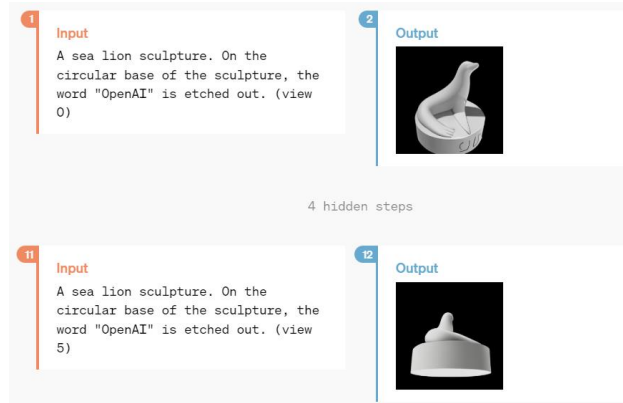 1
Input
A sea lion sculpture. On the
circular base of the sculpture, the
word "OpenAI" is etched out. (view
0)
2
Output
4 hidden steps
11
Input
A sea lion sculpture. On the
circular base of the sculpture, the
word "OpenAI" is etched out. (view
5)
12
Output